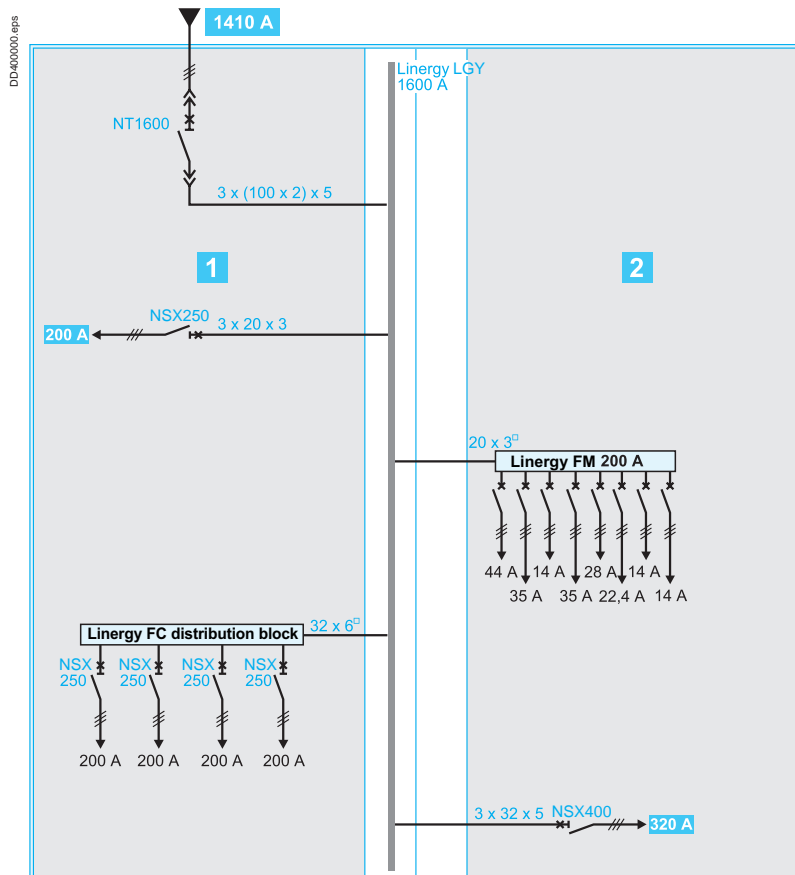 DD400000.eps
1410 A
Linergy LGY
1600 A
NT1600
3 x (100 x 2) x 5
1
2
NSX250
3 x 20 x 3
200 A
20 x 3□
Linergy FM 200 A
44 A
14 A
28 A
14 A
35 A
35 A
22,4 A
14 A
32 x 6□
Linergy FC distribution block
NSX
250
NSX
250
NSX
250
NSX
250
200 A
200 A
200 A
200 A
3 x 32 x 5
NSX400
320 A